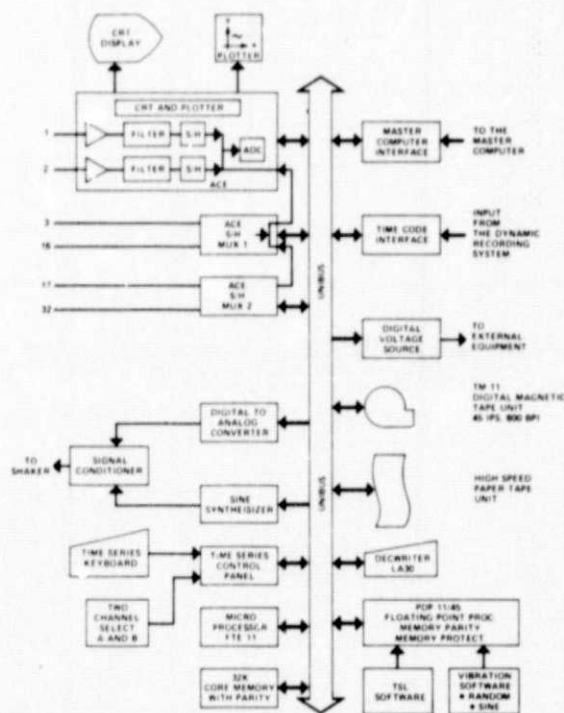 CRT
DISPLAY
Y
X
PLOTTER
CRT AND PLOTTER
1
FILTER
S/H
ADC
2
FILTER
S/H
ACE
3
16
ACE
S/H
MUX 1
17
32
ACE
S/H
MUX 2
UNIBUS
MASTER
COMPUTER
INTERFACE
TO THE
MASTER
COMPUTER
TIME CODE
INTERFACE
INPUT
FROM
THE DYNAMIC
RECORDING
SYSTEM
DIGITAL
VOLTAGE
SOURCE
TO
EXTERNAL
EQUIPMENT
DIGITAL TO
ANALOG
CONVERTER
TM 11
DIGITAL MAGNETIC
TAPE UNIT
45 IPS, 800 BPI
TO
SHAKER
SIGNAL
CONDITIONER
SINE
SYNTHEISIZER
UNIBUS
HIGH SPEED
PAPER TAPE
UNIT
TIME SERIES
KEYBOARD
TIME SERIES
CONTROL
PANEL
DECWRITER
LA30
TWO
CHANNEL
SELECT
A AND B
MICRO
PROCESSOR
FTE 11
PDP 11/45
FLOATING POINT PROC
MEMORY PARITY
MEMORY PROTECT
32K
CORE MEMORY
WITH PARITY
TSL
SOFTWARE
VIBRATION
SOFTWARE
• RANDOM
• SINE